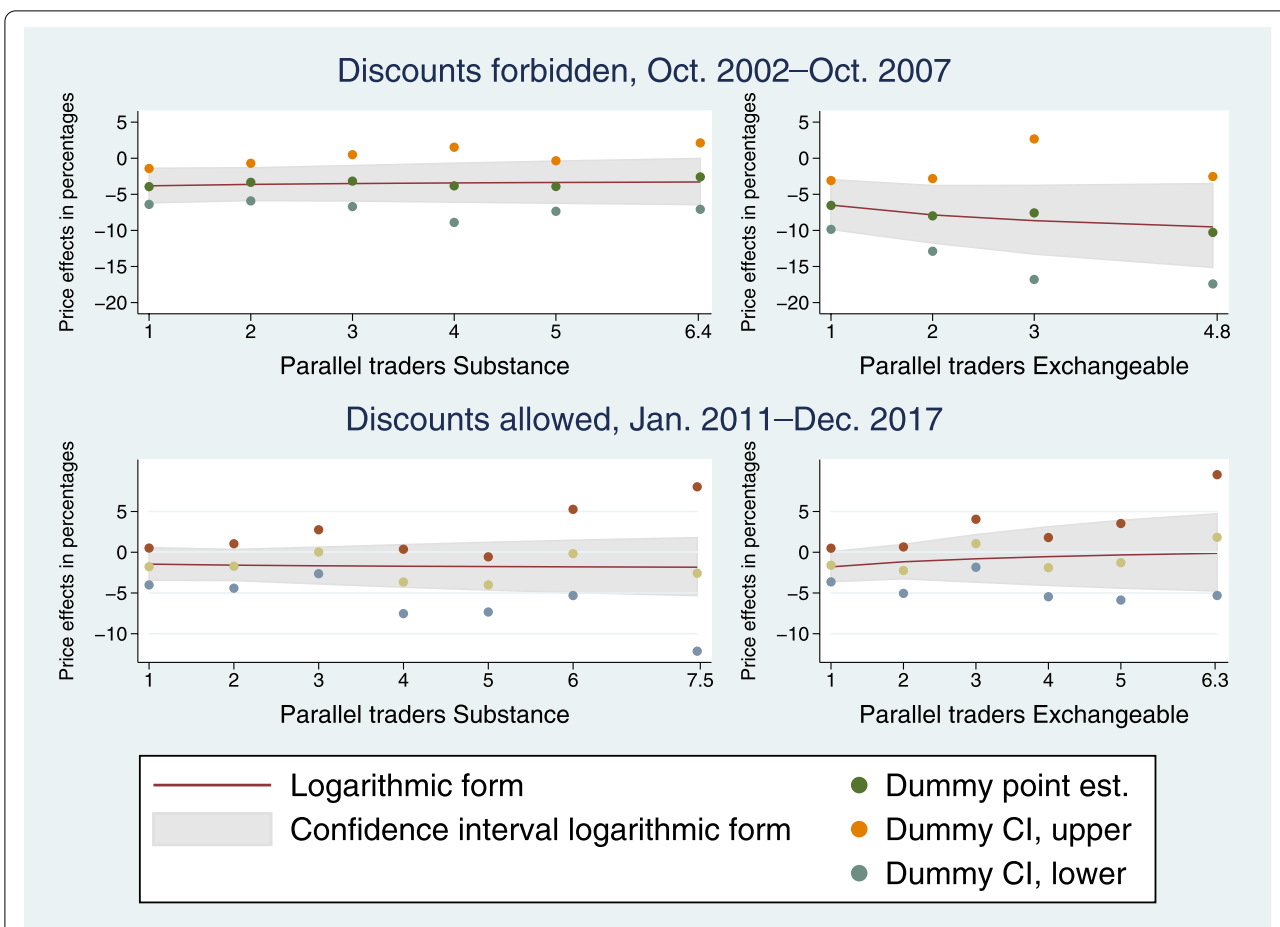 Discounts forbidden, Oct. 2002–Oct. 2007
Price effects in percentages
5
0
−5
−10
−15
−20
1 2 3 4 5 6.4
Parallel traders Substance
Price effects in percentages
5
0
−5
−10
−15
−20
1 2 3 4.8
Parallel traders Exchangeable
Discounts allowed, Jan. 2011–Dec. 2017
Price effects in percentages
5
0
−5
−10
1 2 3 4 5 6 7.5
Parallel traders Substance
Price effects in percentages
5
0
−5
−10
1 2 3 4 5 6.3
Parallel traders Exchangeable
Logarithmic form
Confidence interval logarithmic form
Dummy point est.
Dummy CI, upper
Dummy CI, lower